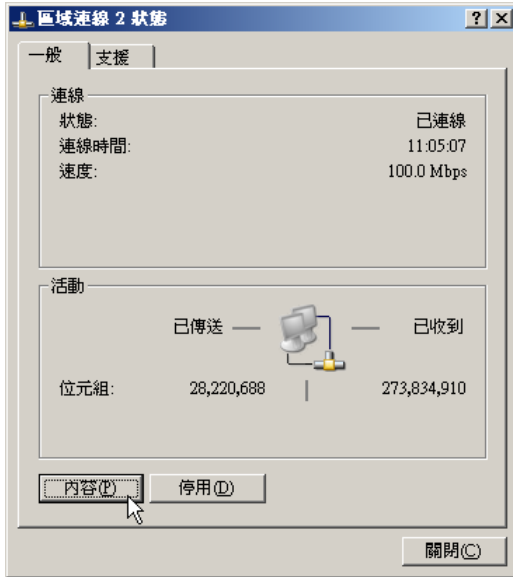 區域連線 2 狀態
一般 支援
連線
狀態: 已連線
連線時間: 11:05:07
速度: 100.0 Mbps
活動
已傳送 已收到
位元組: 28,220,688 273,834,910
內容(P) 停用(D)
關閉(C)